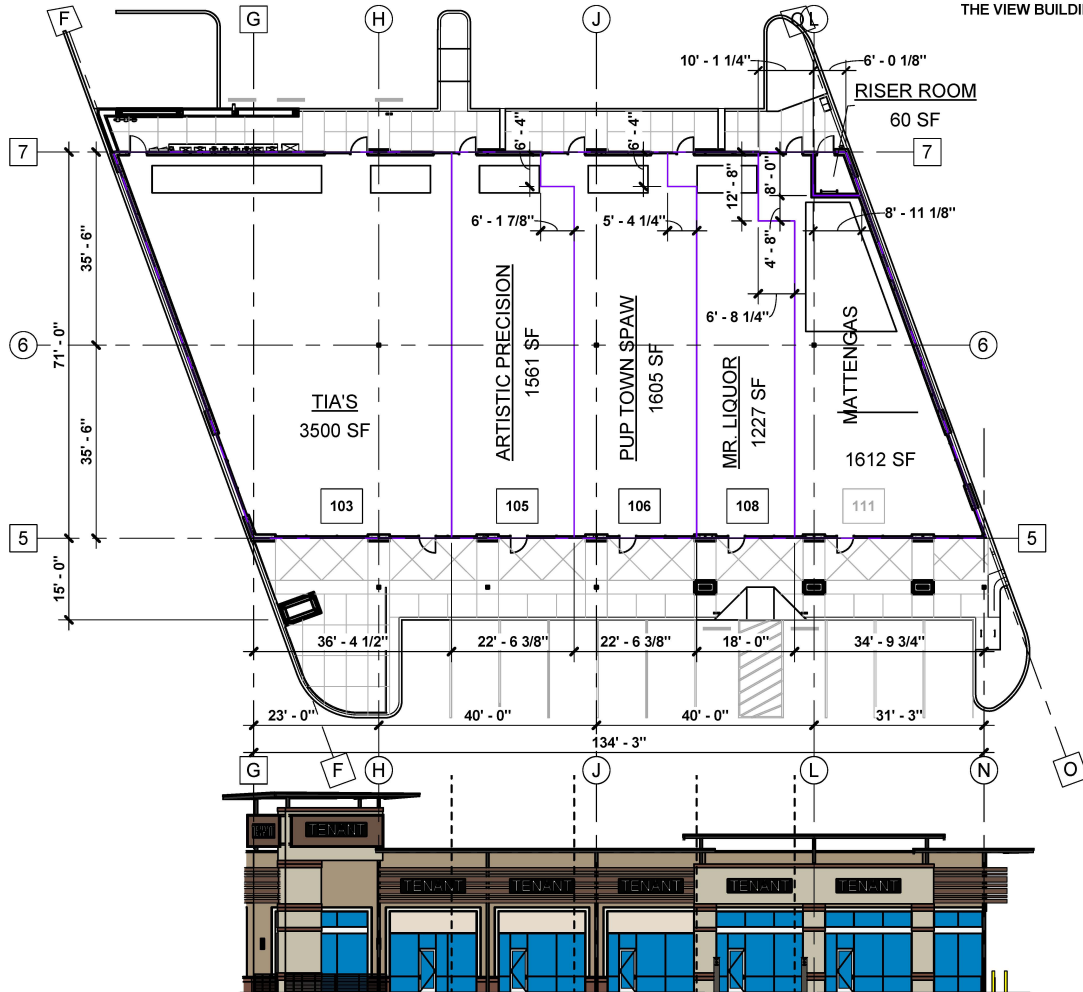 THE VIEW BUILDI
F
G
H
J
L
10' - 1 1/4"
6' - 0 1/8"
RISER ROOM
60 SF
7
7
6' - 4"
6' - 4"
12' - 8"
8' - 0"
35' - 6"
6' - 1 7/8"
5' - 4 1/4"
8' - 11 1/8"
4' - 8"
6' - 8 1/4"
6
71' - 0"
6
ARTISTIC PRECISION
1561 SF
PUP TOWN SPAW
1605 SF
MR. LIQUOR
1227 SF
MATTENGAS
1612 SF
TIA'S
3500 SF
35' - 6"
103
105
106
108
111
5
5
15' - 0"
36' - 4 1/2"
22' - 6 3/8"
22' - 6 3/8"
18' - 0"
34' - 9 3/4"
23' - 0"
40' - 0"
40' - 0"
31' - 3"
134' - 3"
G
F
H
J
L
N
O
TENANT
TENANT
TENANT
TENANT
TENANT
TENANT